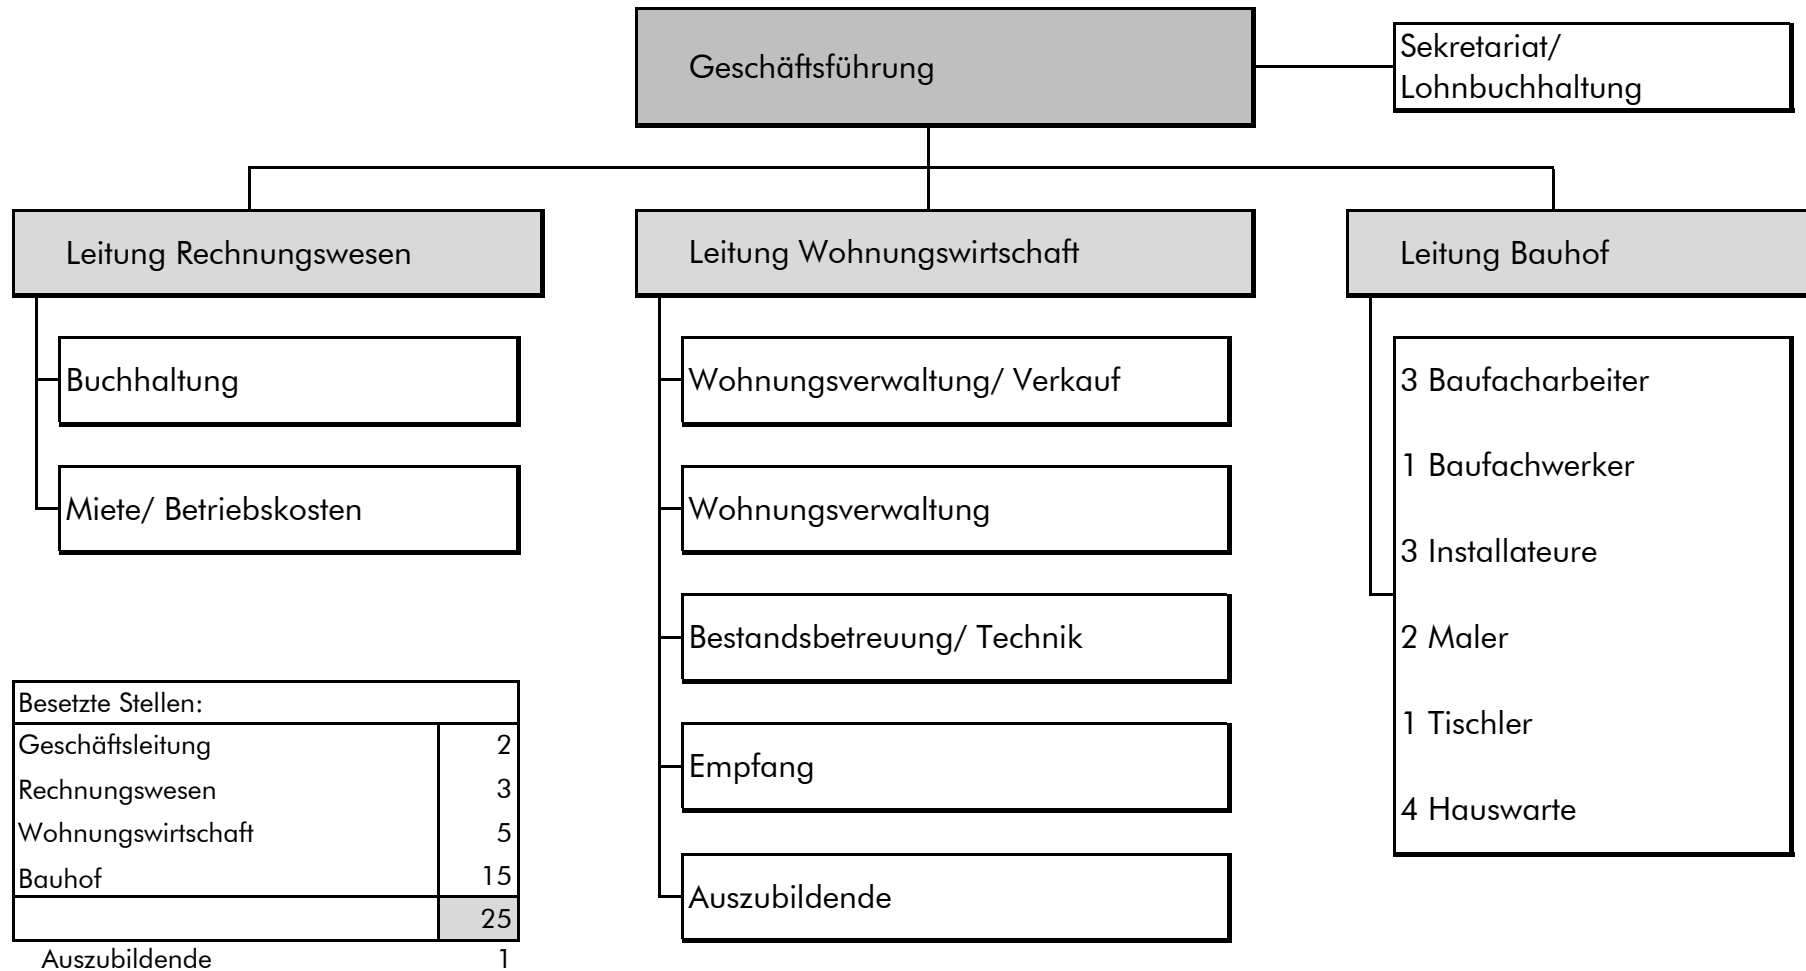 Geschäftsführung
Sekretariat/
Lohnbuchhaltung
Leitung Rechnungswesen
Buchhaltung
Miete/ Betriebskosten
Leitung Wohnungswirtschaft
Wohnungsverwaltung/ Verkauf
Wohnungsverwaltung
Bestandsbetreuung/ Technik
Empfang
Auszubildende
Leitung Bauhof
3 Baufacharbeiter
1 Baufachwerker
3 Installateure
2 Maler
1 Tischler
4 Hauswarte
Besetzte Stellen:
Geschäftsleitung 2
Rechnungswesen 3
Wohnungswirtschaft 5
Bauhof 15
25
Auszubildende 1